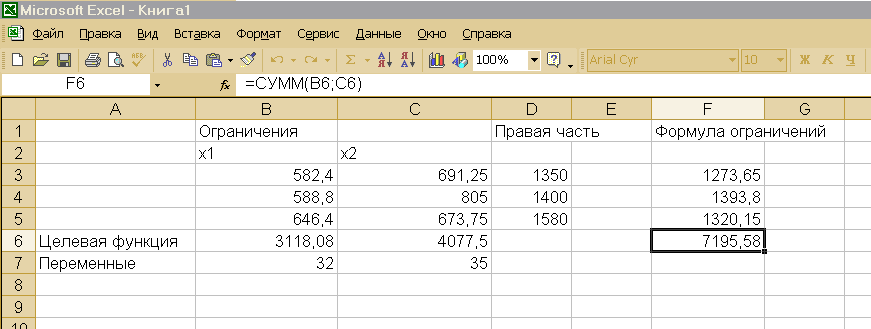 Microsoft Excel - Книга1
Файл Правка Вид Вставка Формат Сервис Данные Окно Справка
100% Arial Cyr 10 Ж К Ч
F6 fx =СУММ(B6;C6)
A B C D E F G
1 Ограничения Правая часть Формула ограничений
2 x1 x2
3 582,4 691,25 1350 1273,65
4 588,8 805 1400 1393,8
5 646,4 673,75 1580 1320,15
6 Целевая функция 3118,08 4077,5 7195,58
7 Переменные 32 35
8
9
10